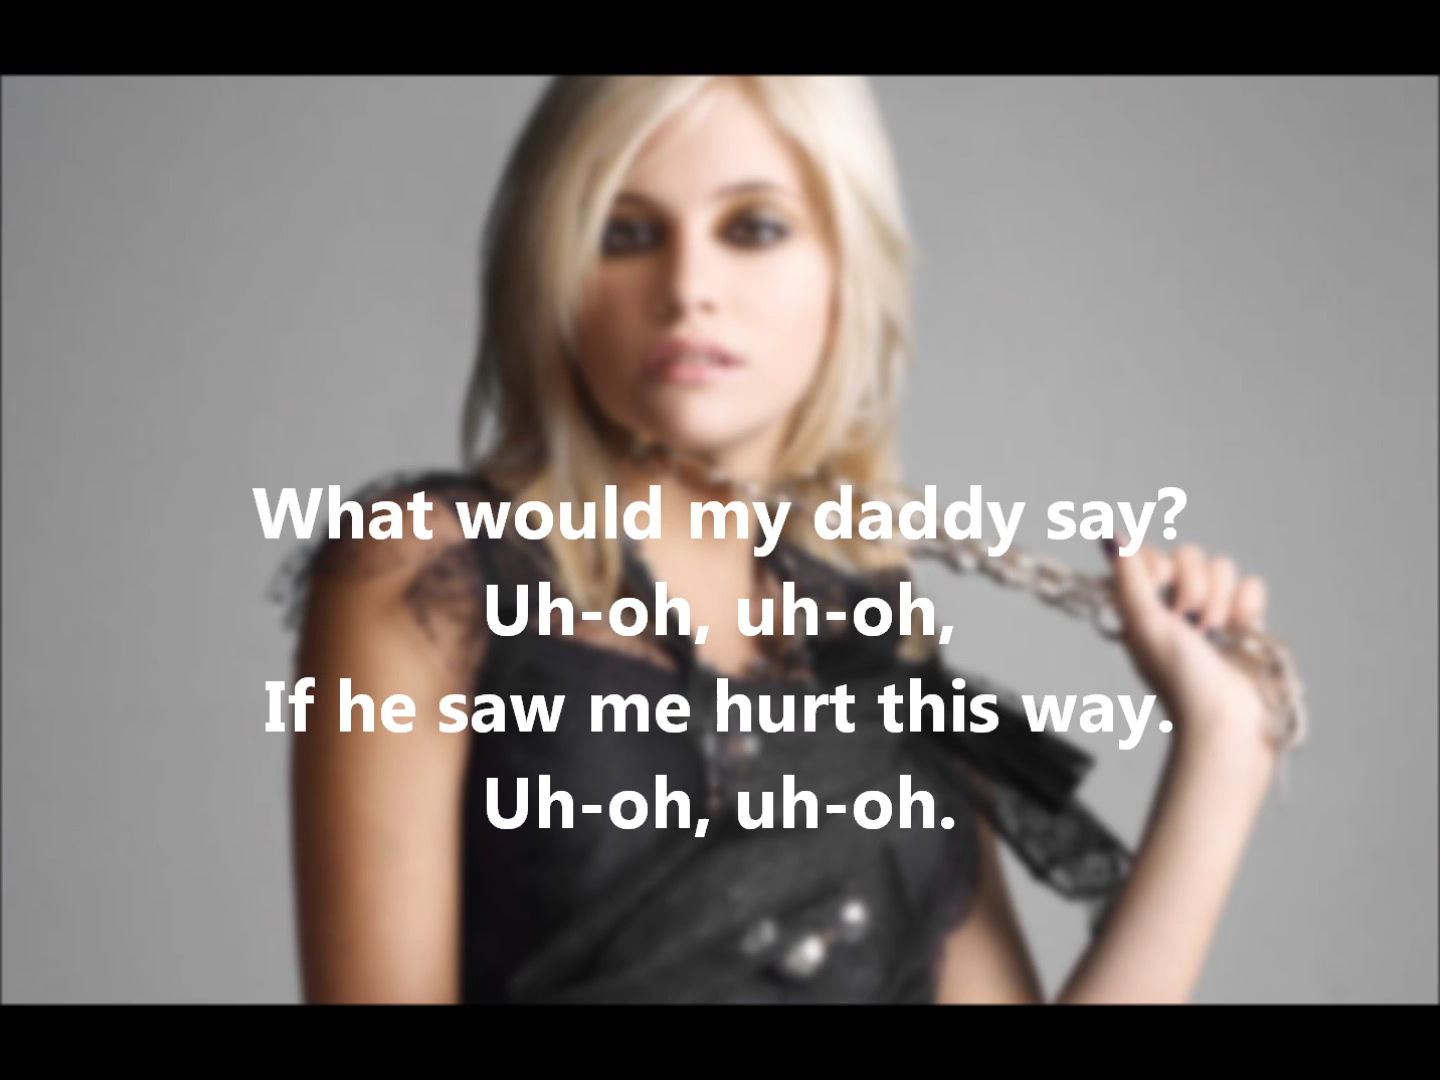 What would my daddy say?
Uh-oh, uh-oh,
If he saw me hurt this way.
Uh-oh, uh-oh.